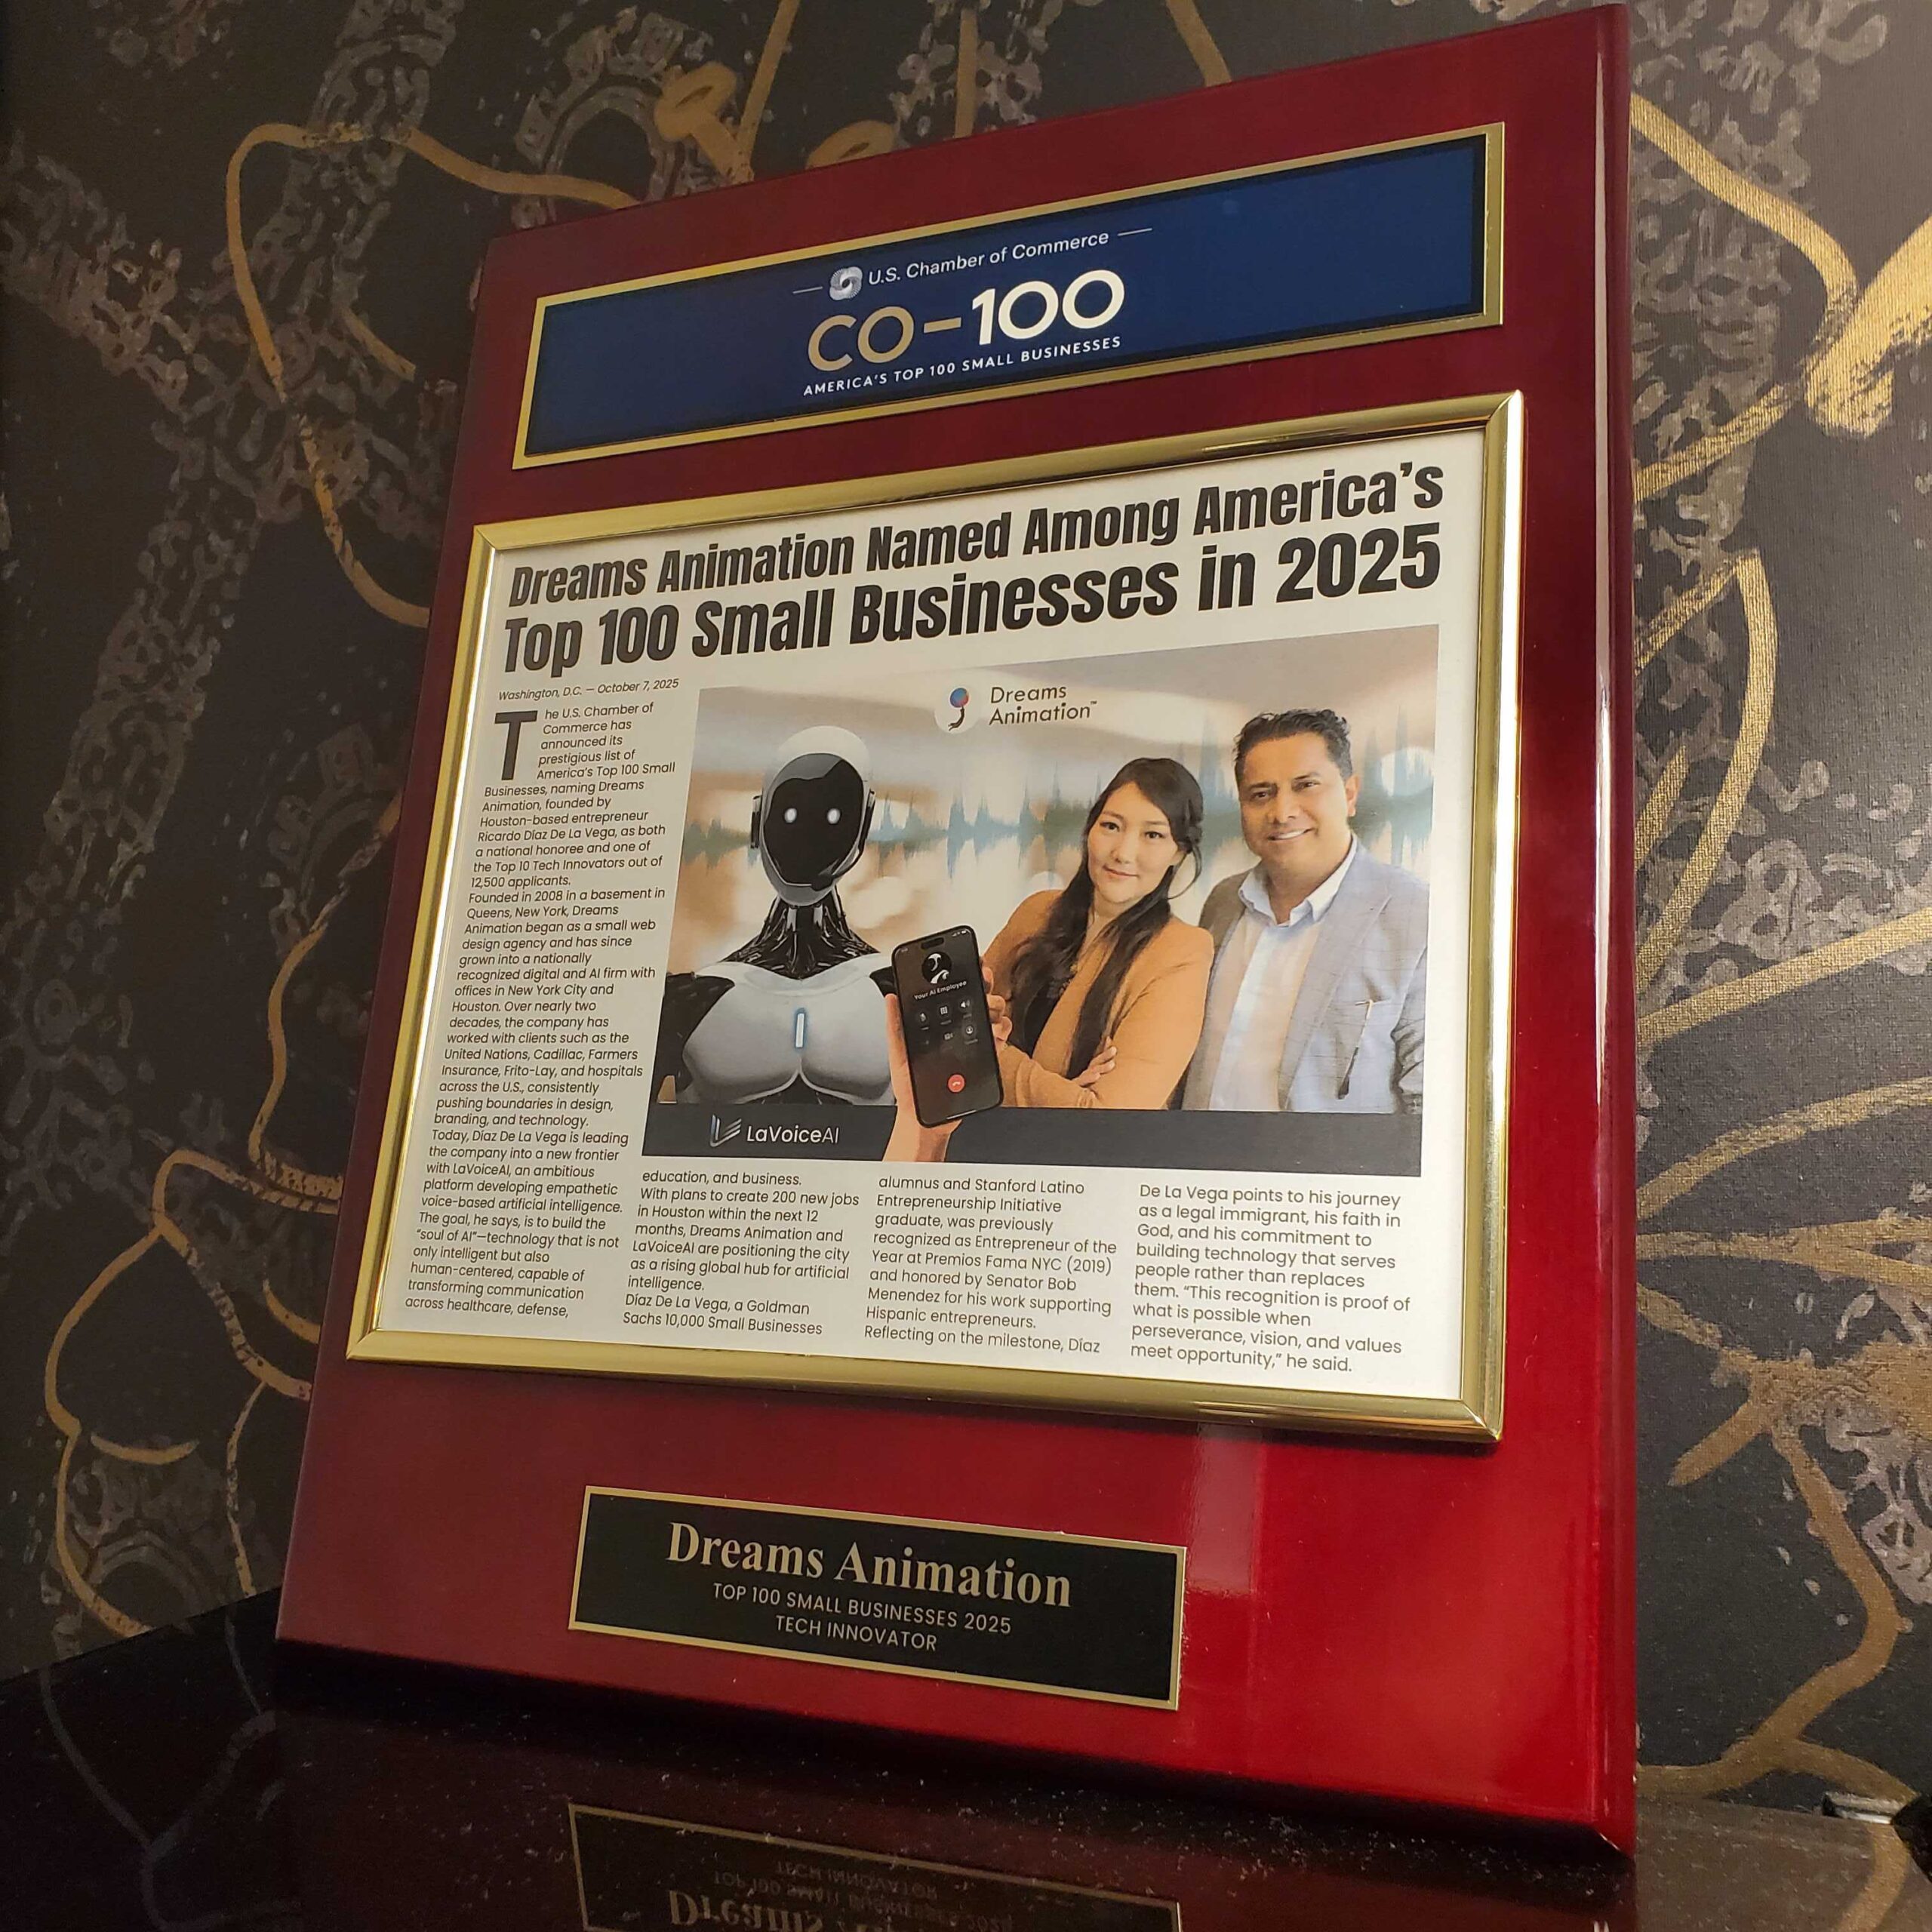 U.S. Chamber of Commerce
CO-100
AMERICA'S TOP 100 SMALL BUSINESSES
Dreams Animation Named Among America's
Top 100 Small Businesses in 2025
Washington, D.C. — October 7, 2025
The U.S. Chamber of
Commerce has
announced its
prestigious list of
America's Top 100 Small
Businesses, naming Dreams
Animation, founded by
Houston-based entrepreneur
Ricardo Díaz De La Vega, as both
a national honoree and one of
the Top 10 Tech Innovators out of
12,500 applicants.
Founded in 2008 in a basement in
Queens, New York, Dreams
Animation began as a small web
design agency and has since
grown into a nationally
recognized digital and AI firm with
offices in New York City and
Houston. Over nearly two
decades, the company has
worked with clients such as the
United Nations, Cadillac, Farmers
Insurance, Frito-Lay, and hospitals
across the U.S., consistently
pushing boundaries in design,
branding, and technology.
Today, Díaz De La Vega is leading
the company into a new frontier
with LaVoiceAI, an ambitious
platform developing empathetic
voice-based artificial intelligence.
The goal, he says, is to build the
"soul of AI"—technology that is not
only intelligent but also
human-centered, capable of
transforming communication
across healthcare, defense,
Dreams
Animation™
Your AI Employee
LaVoiceAI
education, and business.
With plans to create 200 new jobs
in Houston within the next 12
months, Dreams Animation and
LaVoiceAI are positioning the city
as a rising global hub for artificial
intelligence.
Díaz De La Vega, a Goldman
Sachs 10,000 Small Businesses
alumnus and Stanford Latino
Entrepreneurship Initiative
graduate, was previously
recognized as Entrepreneur of the
Year at Premios Fama NYC (2019)
and honored by Senator Bob
Menendez for his work supporting
Hispanic entrepreneurs.
Reflecting on the milestone, Díaz
De La Vega points to his journey
as a legal immigrant, his faith in
God, and his commitment to
building technology that serves
people rather than replaces
them. "This recognition is proof of
what is possible when
perseverance, vision, and values
meet opportunity," he said.
Dreams Animation
TOP 100 SMALL BUSINESSES 2025
TECH INNOVATOR